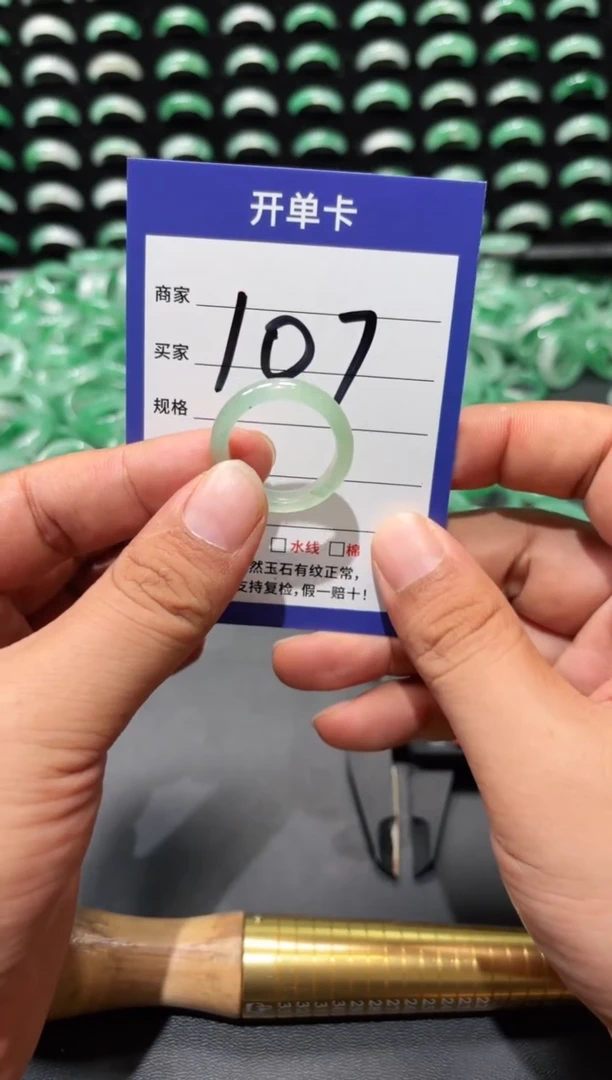 开单卡
商家
107
买家
规格
□水线 □棉
然玉石有纹正常，
支持复检，假一赔十！